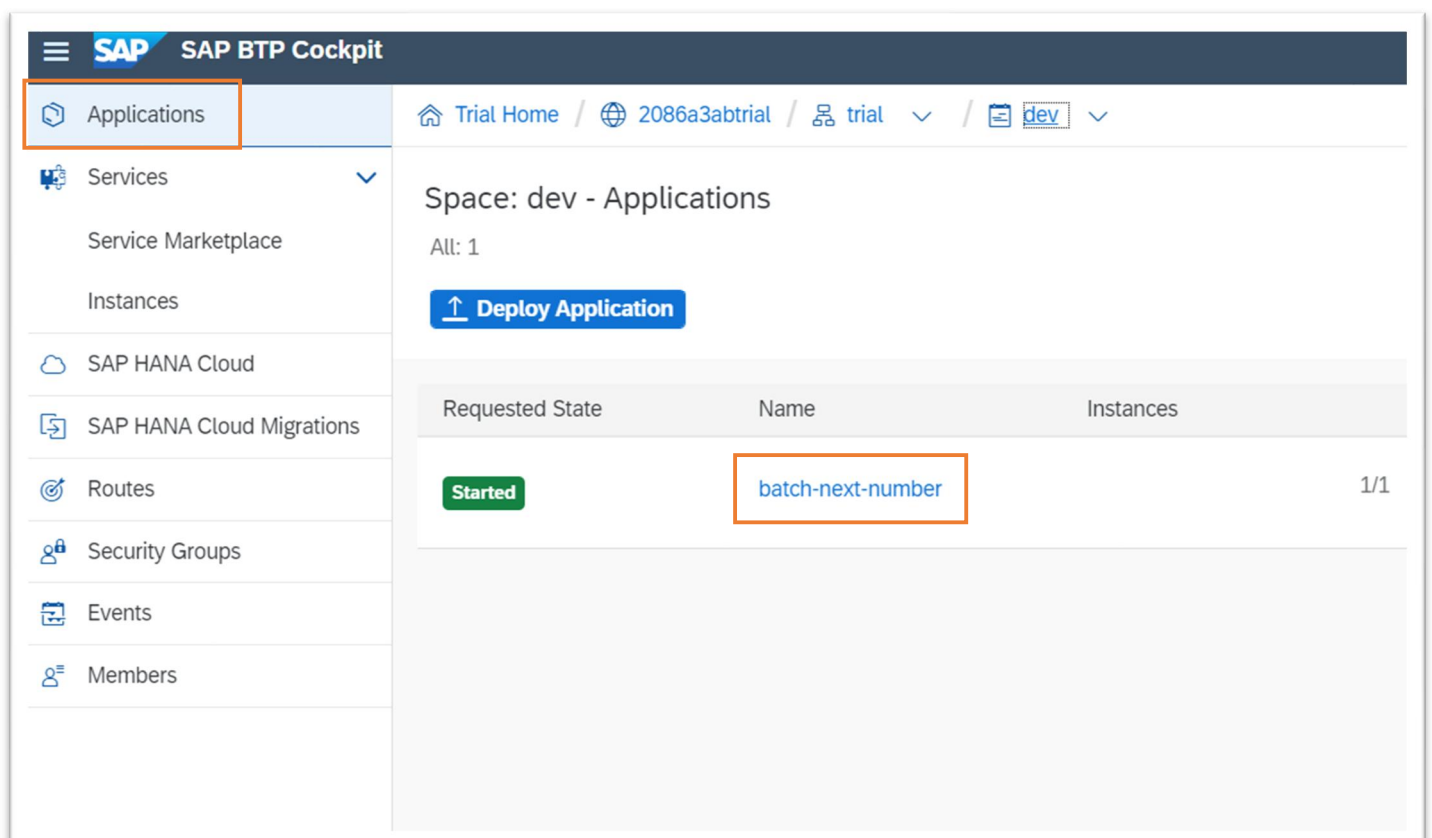 SAP SAP BTP Cockpit
Applications
Services
Service Marketplace
Instances
SAP HANA Cloud
SAP HANA Cloud Migrations
Routes
Security Groups
Events
Members
Trial Home / 2086a3abtrial / trial / dev
Space: dev - Applications
All: 1
Deploy Application
Requested State Name Instances
Started batch-next-number 1/1